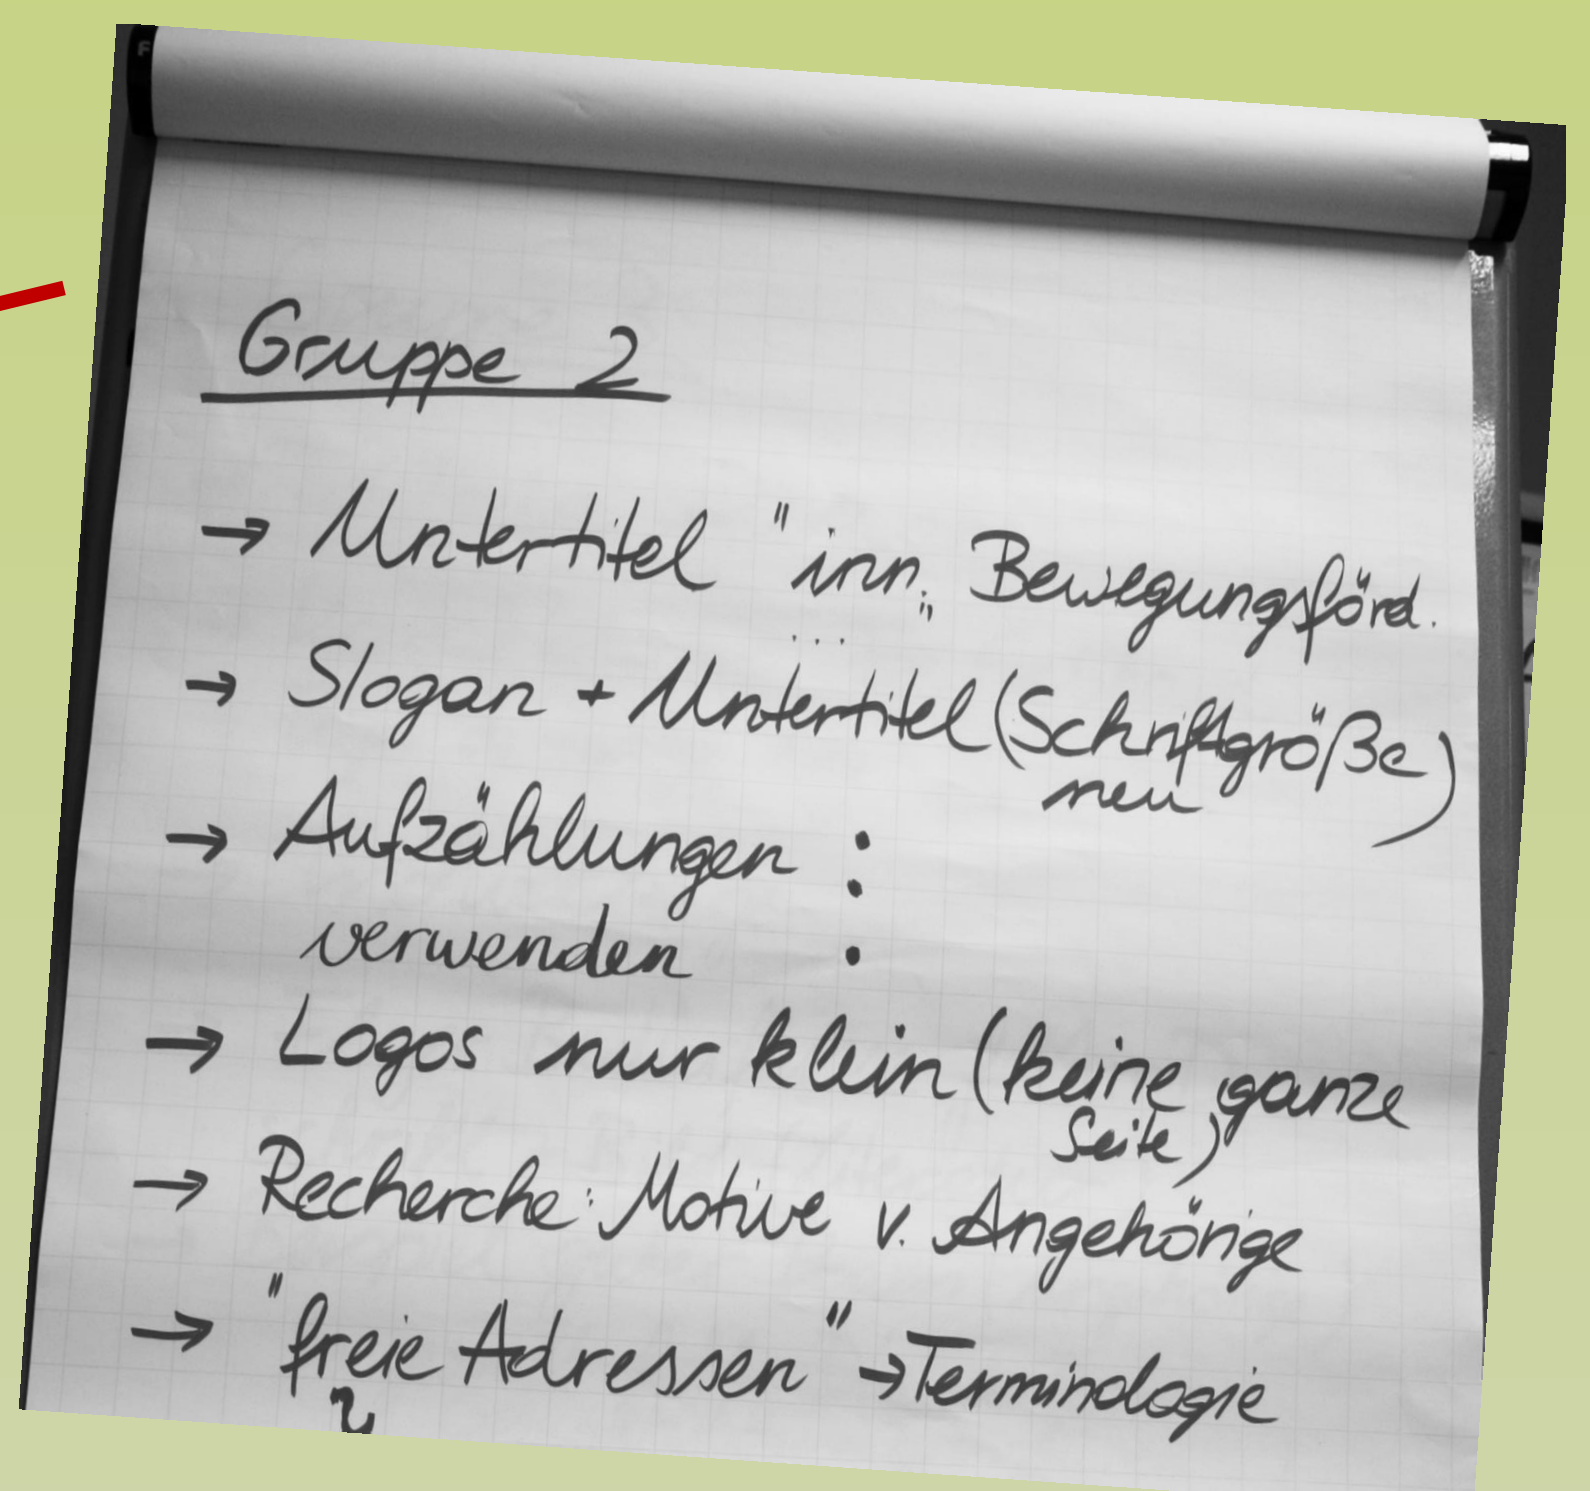 Gruppe 2
→ Untertitel "inn." Bewegungsförd.
...
→ Slogan + Untertitel (Schriftgröße
neu)
→ Aufzählungen :
verwenden •
→ Logos nur klein (keine ganze
Seite)
→ Recherche: Motive v. Angehörige
→ "freie Adressen" → Terminologie